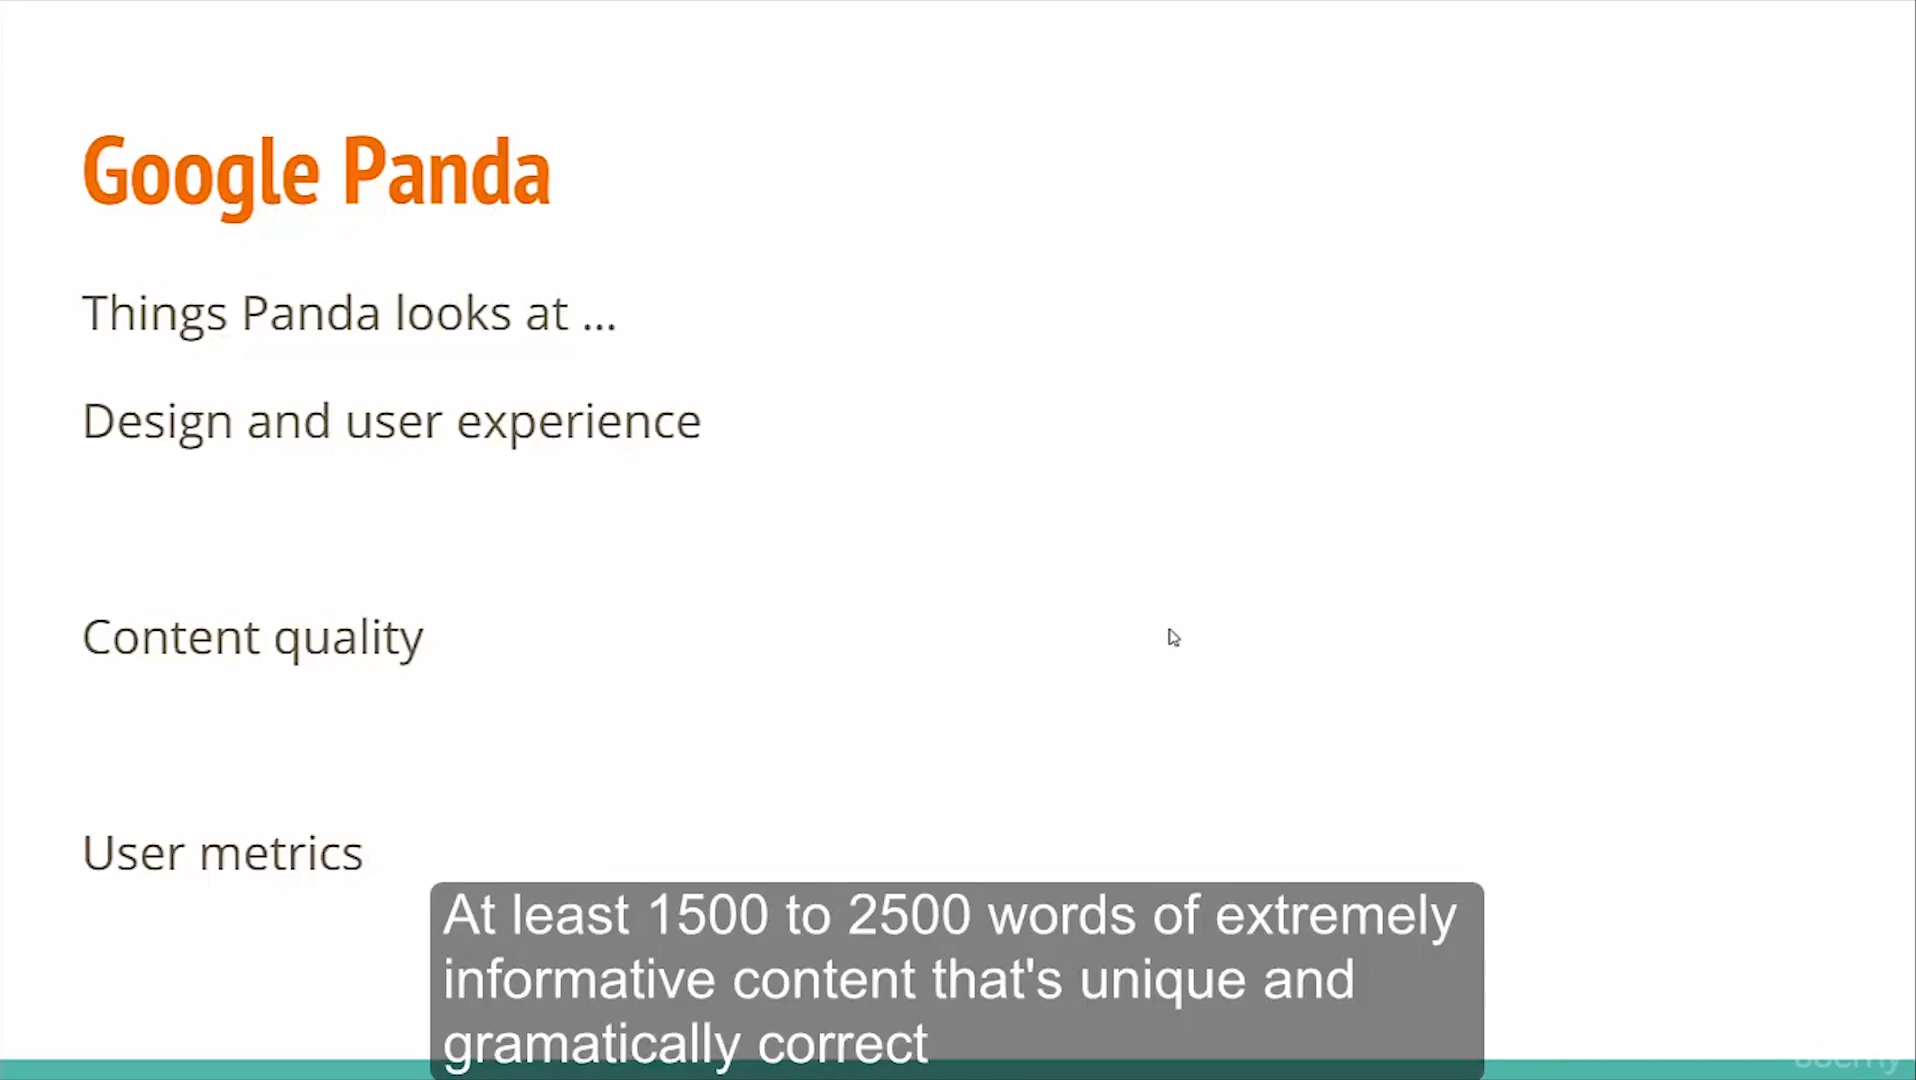 Google Panda
Things Panda looks at ...
Design and user experience
Content quality
User metrics
At least 1500 to 2500 words of extremely
informative content that's unique and
gramatically correct